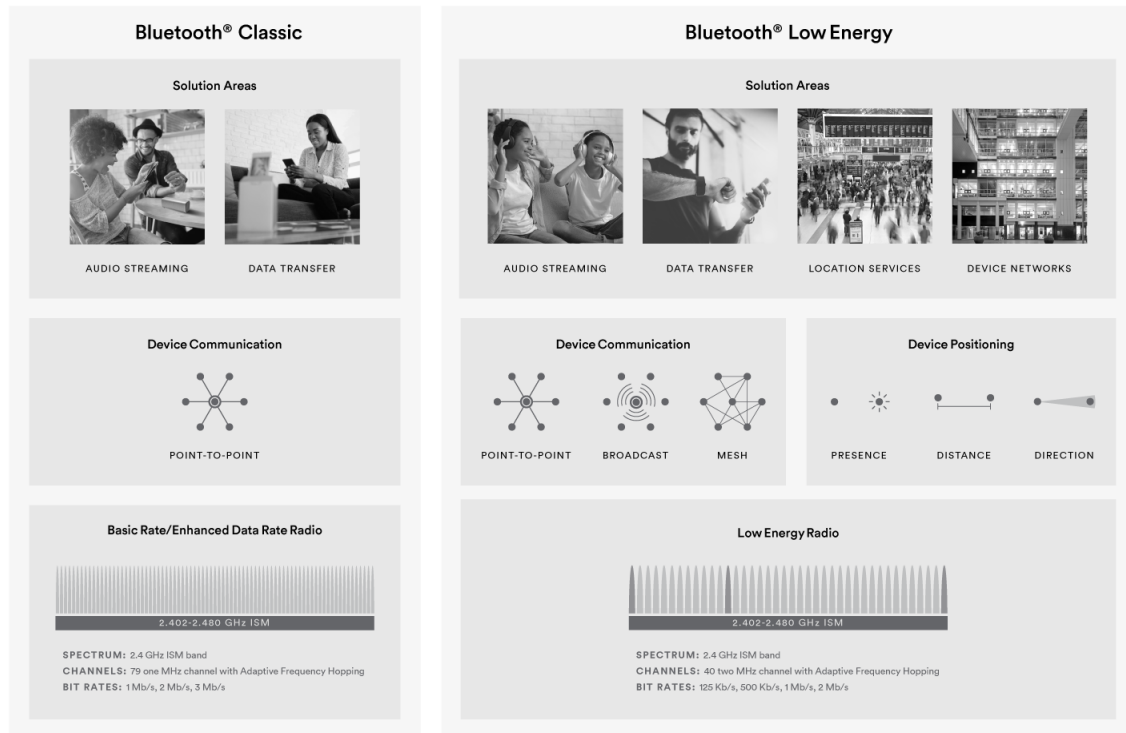 Bluetooth® Classic
Solution Areas
AUDIO STREAMING
DATA TRANSFER
Device Communication
POINT-TO-POINT
Basic Rate/Enhanced Data Rate Radio
2.402-2.480 GHz ISM
SPECTRUM: 2.4 GHz ISM band
CHANNELS: 79 one MHz channel with Adaptive Frequency Hopping
BIT RATES: 1 Mb/s, 2 Mb/s, 3 Mb/s
Bluetooth® Low Energy
Solution Areas
AUDIO STREAMING
DATA TRANSFER
LOCATION SERVICES
DEVICE NETWORKS
Device Communication
POINT-TO-POINT
BROADCAST
MESH
Device Positioning
PRESENCE
DISTANCE
DIRECTION
Low Energy Radio
2.402-2.480 GHz ISM
SPECTRUM: 2.4 GHz ISM band
CHANNELS: 40 two MHz channel with Adaptive Frequency Hopping
BIT RATES: 125 Kb/s, 500 Kb/s, 1 Mb/s, 2 Mb/s